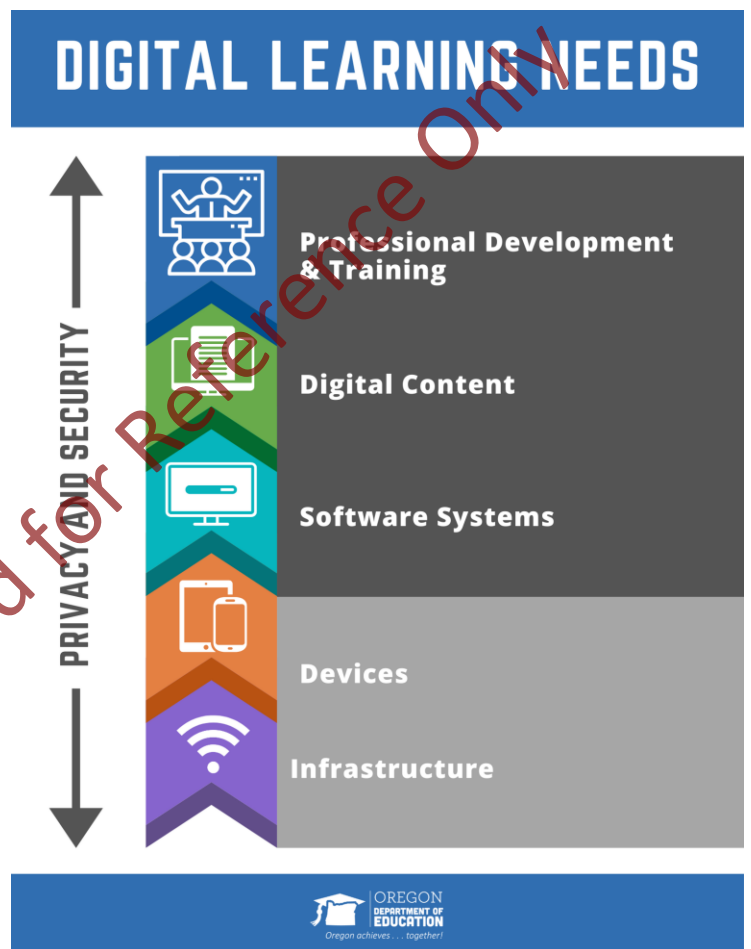 DIGITAL LEARNING NEEDS
PRIVACY AND SECURITY
Professional Development
& Training
Digital Content
Software Systems
Devices
Infrastructure
for Reference Only
OREGON
DEPARTMENT OF
EDUCATION
Oregon achieves . . . together!